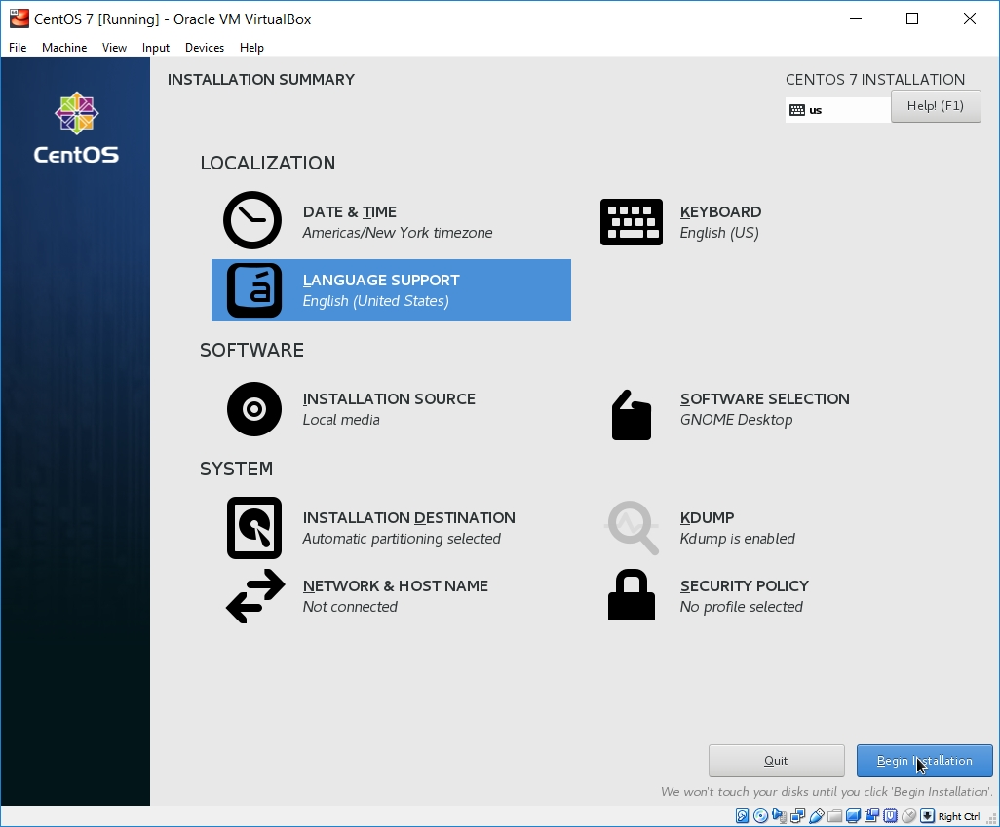 CentOS 7 [Running] - Oracle VM VirtualBox
File Machine View Input Devices Help
CentOS
INSTALLATION SUMMARY
CENTOS 7 INSTALLATION
us
Help! (F1)
LOCALIZATION
DATE & TIME
Americas/New York timezone
KEYBOARD
English (US)
á
LANGUAGE SUPPORT
English (United States)
SOFTWARE
INSTALLATION SOURCE
Local media
SOFTWARE SELECTION
GNOME Desktop
SYSTEM
INSTALLATION DESTINATION
Automatic partitioning selected
KDUMP
Kdump is enabled
NETWORK & HOST NAME
Not connected
SECURITY POLICY
No profile selected
Quit
Begin Installation
We won't touch your disks until you click 'Begin Installation'.
Right Ctrl